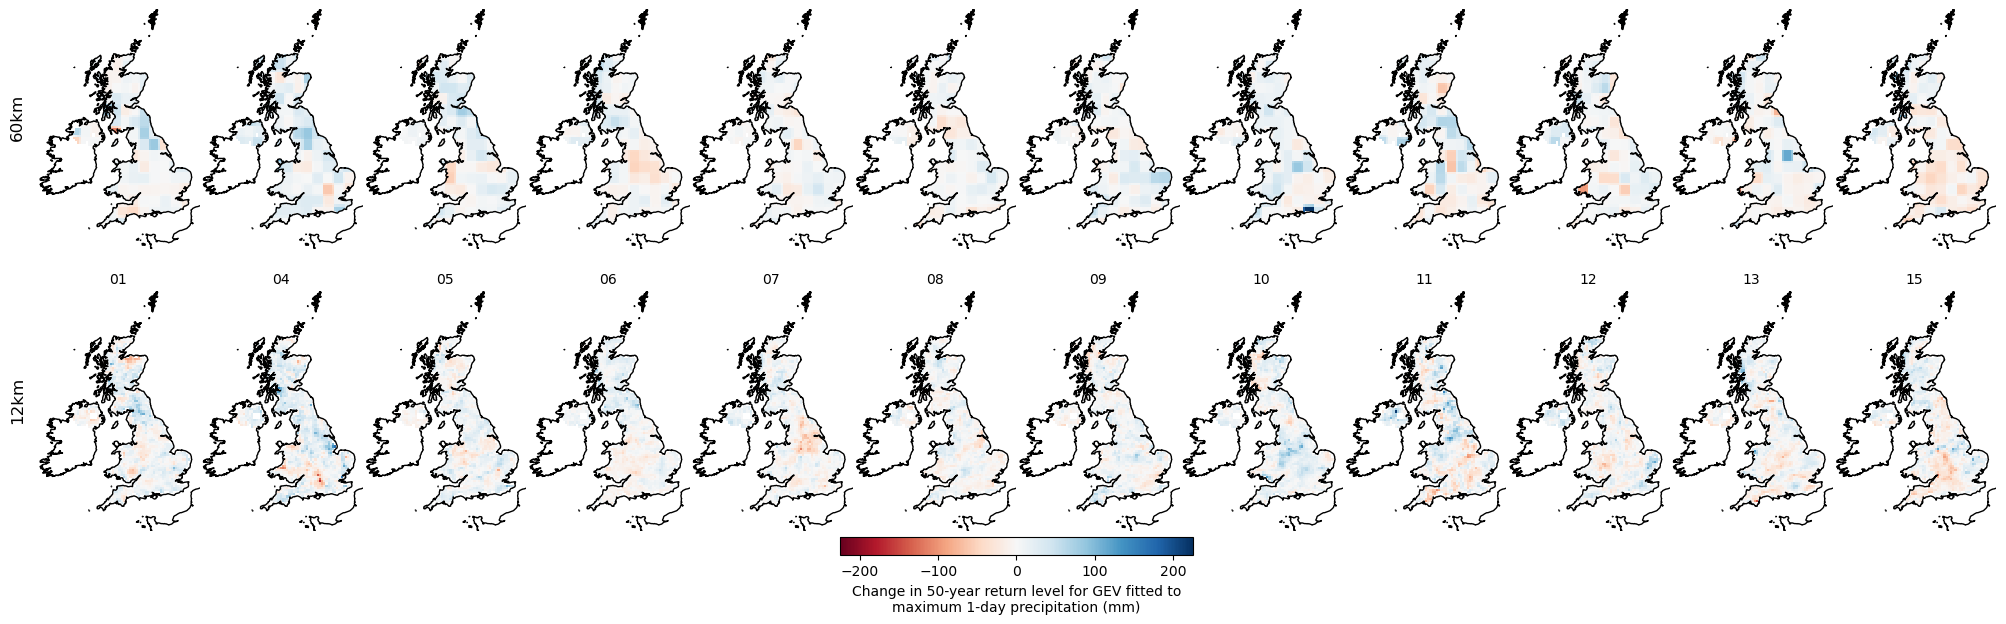 60km
01 04 05 06 07 08 09 10 11 12 13 15
12km
−200 −100 0 100 200
Change in 50-year return level for GEV fitted to
maximum 1-day precipitation (mm)